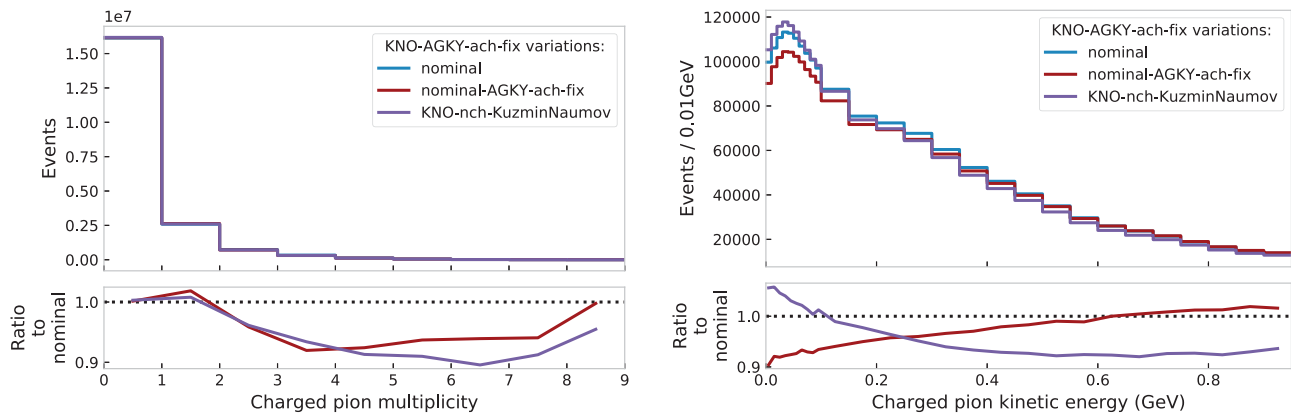 1e7
Events
1.50
1.25
1.00
0.75
0.50
0.25
0.00
KNO-AGKY-ach-fix variations:
nominal
nominal-AGKY-ach-fix
KNO-nch-KuzminNaumov
Ratio
to
nominal
1.0
0.9
0 1 2 3 4 5 6 7 8 9
Charged pion multiplicity
Events / 0.01GeV
120000
100000
80000
60000
40000
20000
KNO-AGKY-ach-fix variations:
nominal
nominal-AGKY-ach-fix
KNO-nch-KuzminNaumov
Ratio
to
nominal
1.0
0.9
0.0 0.2 0.4 0.6 0.8
Charged pion kinetic energy (GeV)